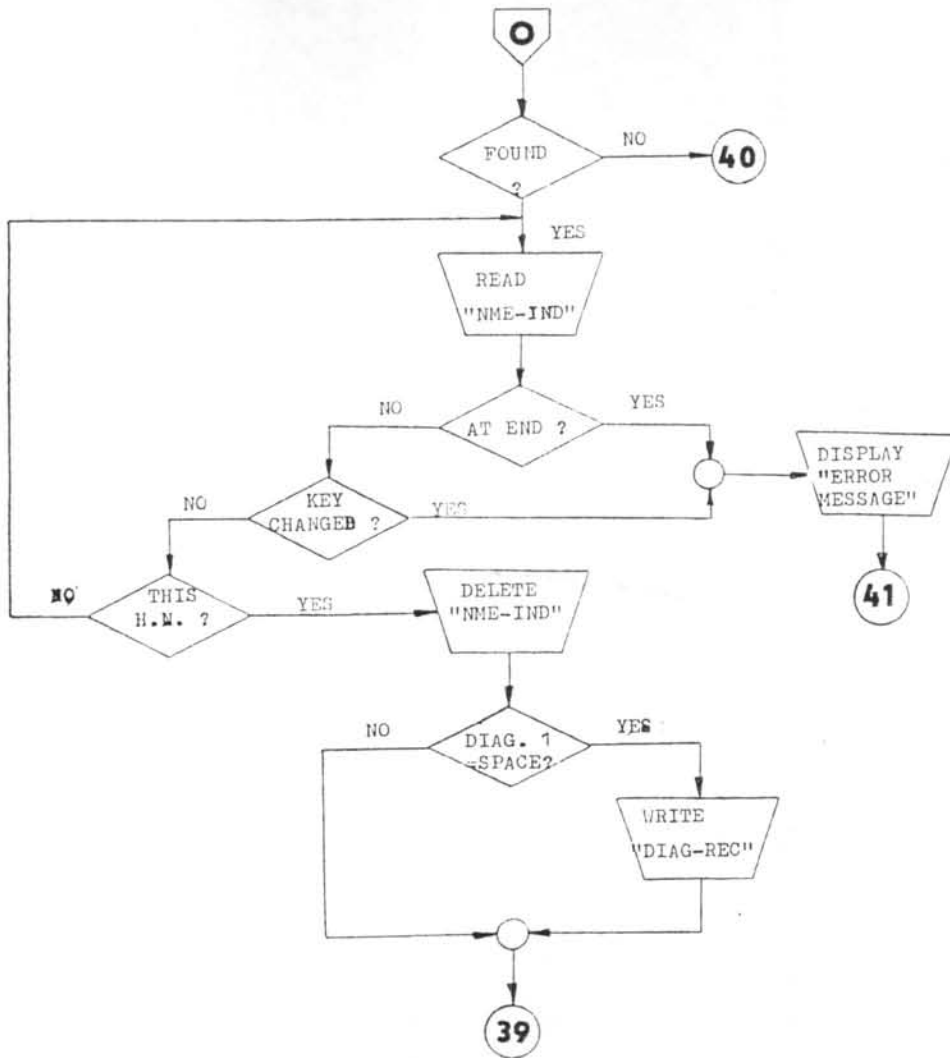 O
FOUND
?
NO
40
YES
READ
"NME-IND"
AT END ?
NO
YES
DISPLAY
"ERROR
MESSAGE"
KEY
CHANGED ?
NO
YES
41
THIS
H.N. ?
NO
YES
DELETE
"NME-IND"
DIAG. 1
=SPACE?
NO
YES
WRITE
"DIAG-REC"
39